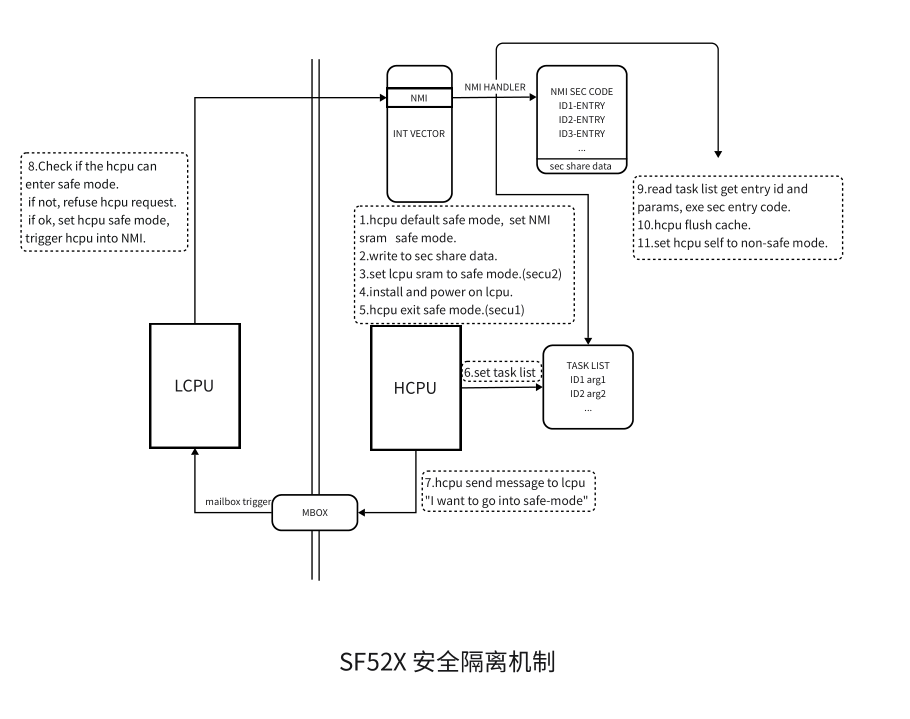 NMI HANDLER
NMI
INT VECTOR
NMI SEC CODE
ID1-ENTRY
ID2-ENTRY
ID3-ENTRY
...
sec share data
8.Check if the hcpu can
enter safe mode.
if not, refuse hcpu request.
if ok, set hcpu safe mode,
trigger hcpu into NMI.
1.hcpu default safe mode, set NMI
sram safe mode.
2.write to sec share data.
3.set lcpu sram to safe mode.(secu2)
4.install and power on lcpu.
5.hcpu exit safe mode.(secu1)
9.read task list get entry id and
params, exe sec entry code.
10.hcpu flush cache.
11.set hcpu self to non-safe mode.
LCPU
HCPU
6.set task list
TASK LIST
ID1 arg1
ID2 arg2
...
7.hcpu send message to lcpu
"I want to go into safe-mode"
mailbox trigger
MBOX
SF52X 安全隔离机制